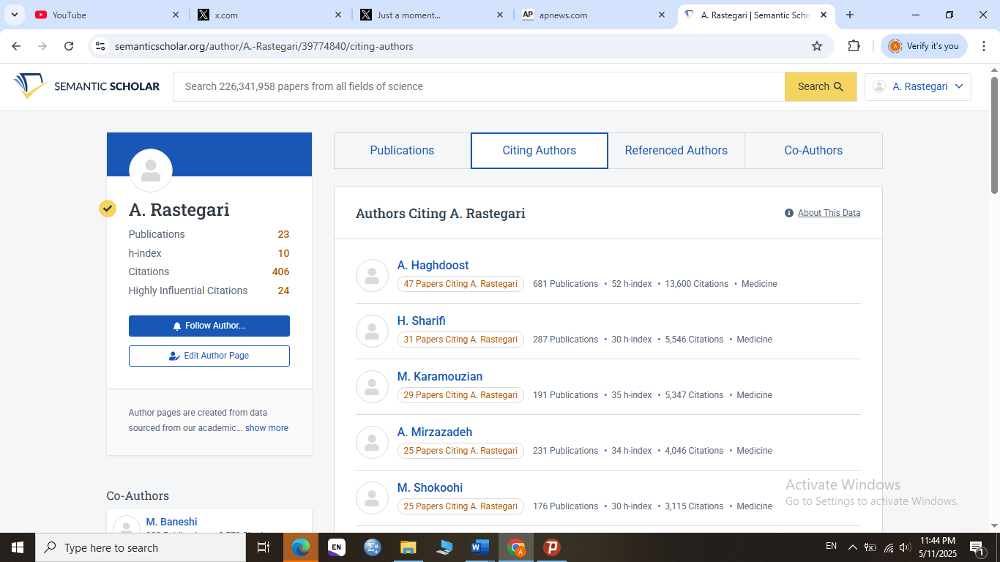 YouTube
x.com
Just a moment...
AP apnews.com
A. Rastegari | Semantic Scho
semanticscholar.org/author/A.-Rastegari/39774840/citing-authors
A Verify it's you
SEMANTIC SCHOLAR
Search 226,341,958 papers from all fields of science
Search
A. Rastegari
A. Rastegari
Publications 23
h-index 10
Citations 406
Highly Influential Citations 24
Follow Author...
Edit Author Page
Author pages are created from data
sourced from our academic... show more
Co-Authors
M. Baneshi
Publications
Citing Authors
Referenced Authors
Co-Authors
Authors Citing A. Rastegari
About This Data
A. Haghdoost
47 Papers Citing A. Rastegari 681 Publications • 52 h-index • 13,600 Citations • Medicine
H. Sharifi
31 Papers Citing A. Rastegari 287 Publications • 30 h-index • 5,546 Citations • Medicine
M. Karamouzian
29 Papers Citing A. Rastegari 191 Publications • 35 h-index • 5,347 Citations • Medicine
A. Mirzazadeh
25 Papers Citing A. Rastegari 231 Publications • 34 h-index • 4,046 Citations • Medicine
M. Shokoohi
25 Papers Citing A. Rastegari 176 Publications • 30 h-index • 3,115 Citations • Medicine
Activate Windows
Go to Settings to activate Windows.
Type here to search
EN
EN
11:44 PM
5/11/2025
1